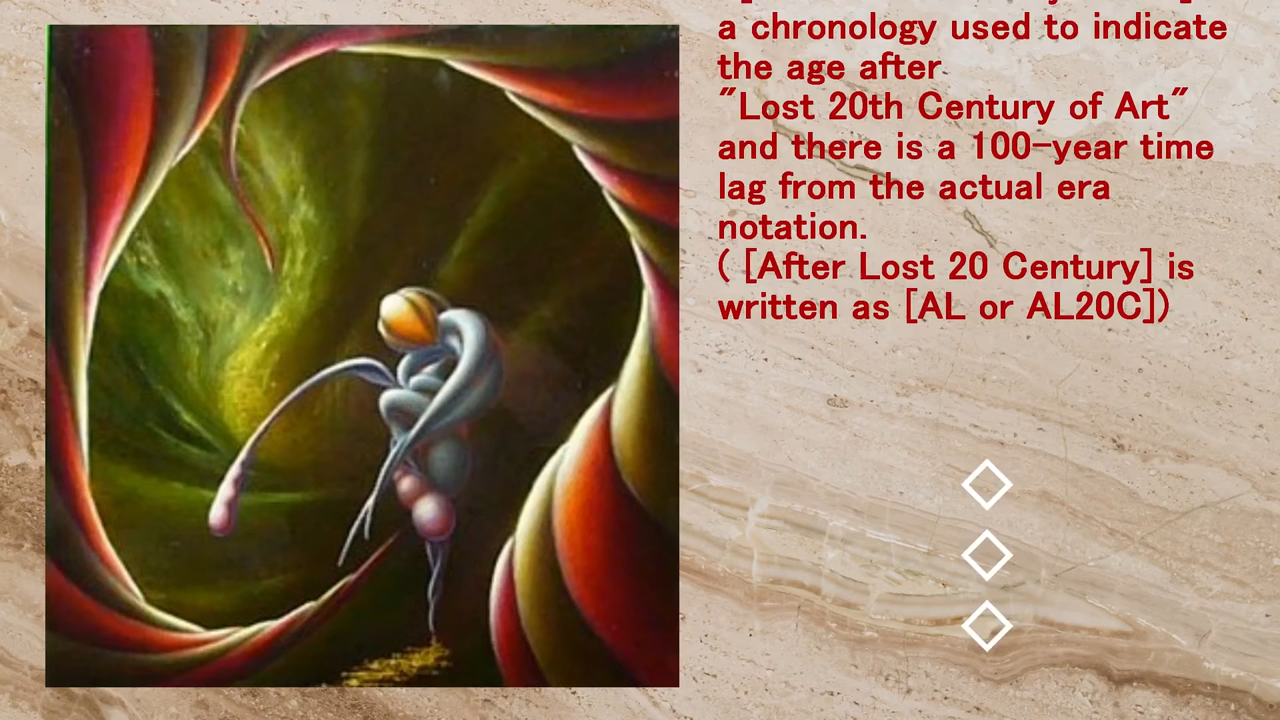 a chronology used to indicate
the age after
"Lost 20th Century of Art"
and there is a 100-year time
lag from the actual era
notation.
( [After Lost 20 Century] is
written as [AL or AL20C])